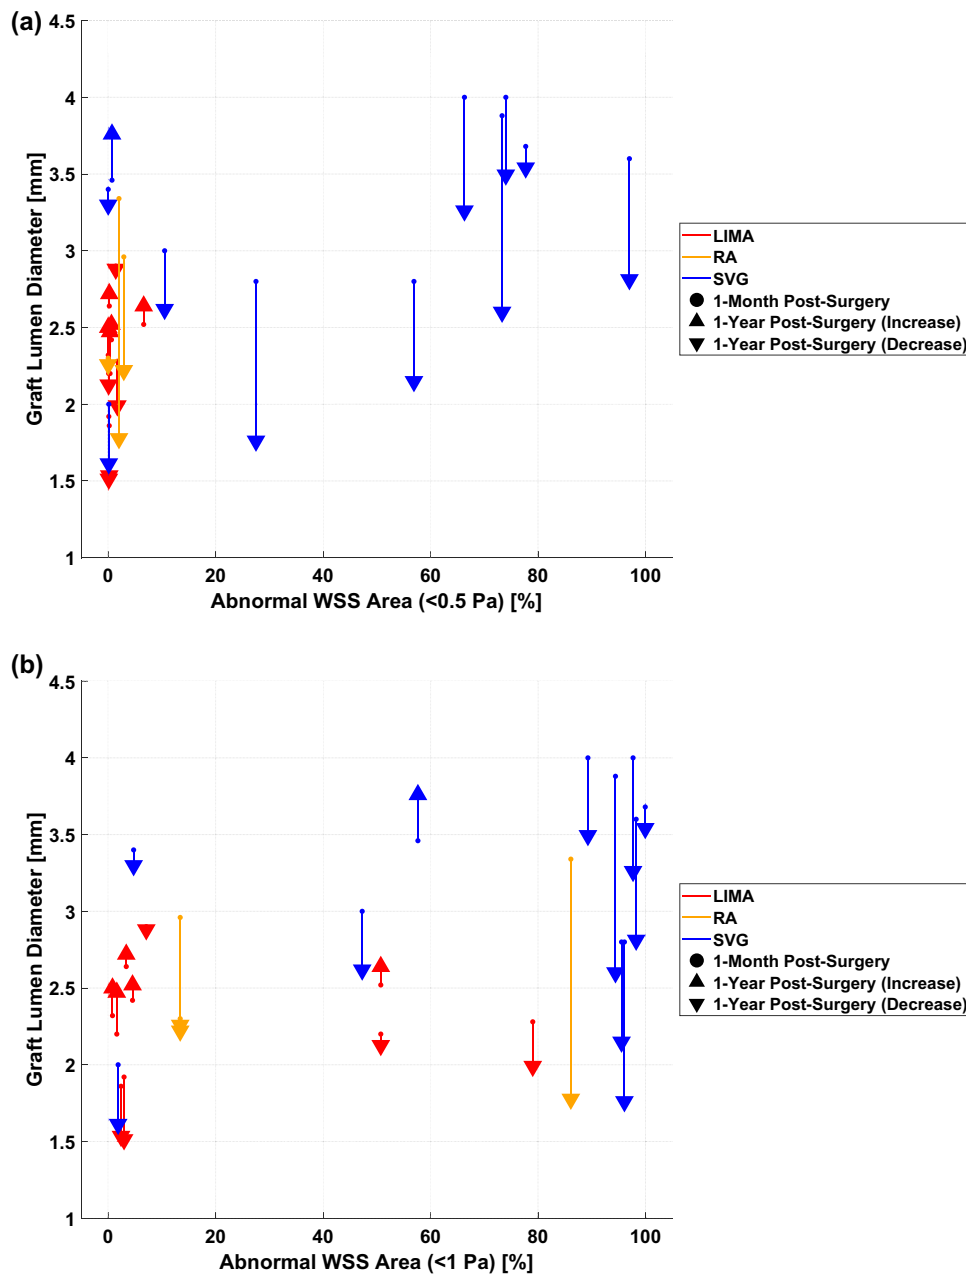 (a)
4.5
4
3.5
3
2.5
2
1.5
1
Graft Lumen Diameter [mm]
0 20 40 60 80 100
Abnormal WSS Area (<0.5 Pa) [%]
LIMA
RA
SVG
1-Month Post-Surgery
1-Year Post-Surgery (Increase)
1-Year Post-Surgery (Decrease)
(b)
4.5
4
3.5
3
2.5
2
1.5
1
Graft Lumen Diameter [mm]
0 20 40 60 80 100
Abnormal WSS Area (<1 Pa) [%]
LIMA
RA
SVG
1-Month Post-Surgery
1-Year Post-Surgery (Increase)
1-Year Post-Surgery (Decrease)